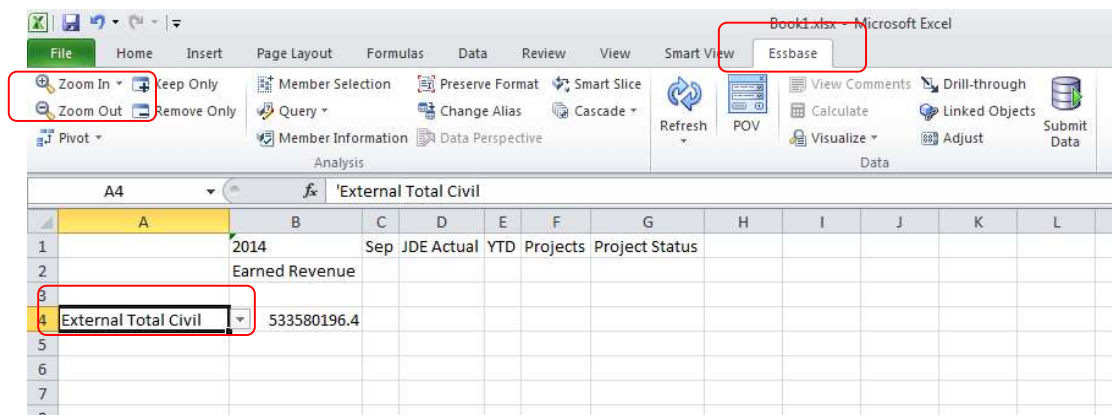 Book1.xlsx - Microsoft Excel
File Home Insert Page Layout Formulas Data Review View Smart View Essbase
Zoom In Keep Only Member Selection Preserve Format Smart Slice View Comments Drill-through
Zoom Out Remove Only Query Change Alias Cascade Refresh POV Calculate Linked Objects Submit Data
Pivot Member Information Data Perspective Visualize Adjust
Analysis Data
A4 fx 'External Total Civil
A B C D E F G H I J K L
1 2014 Sep JDE Actual YTD Projects Project Status
2 Earned Revenue
3
4 External Total Civil 533580196.4
5
6
7